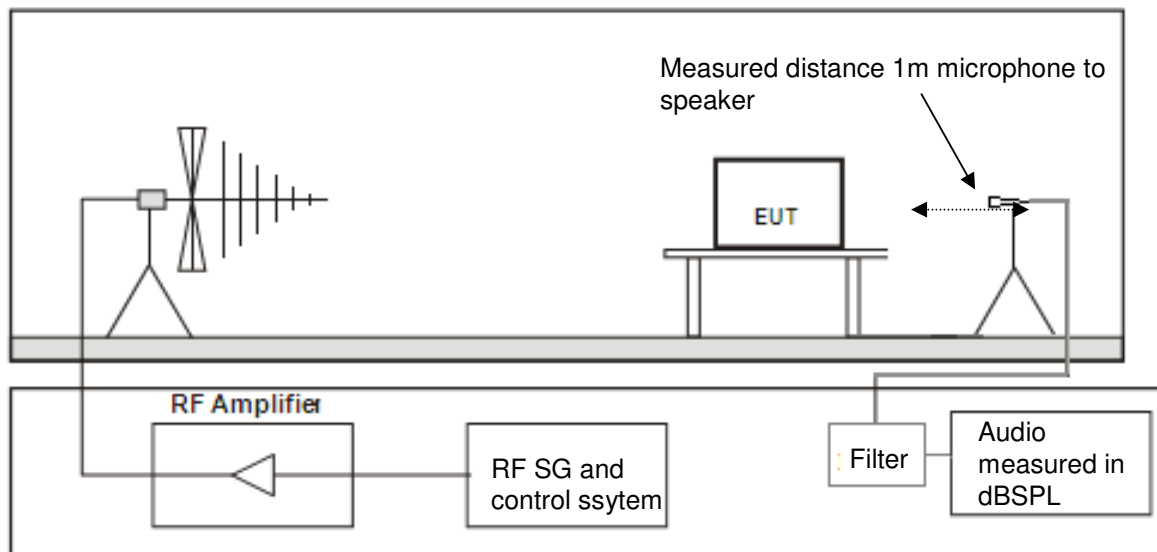 Measured distance 1m microphone to
speaker
EUT
RF Amplifier
RF SG and
control ssytem
: Filter
Audio
measured in
dBSPL